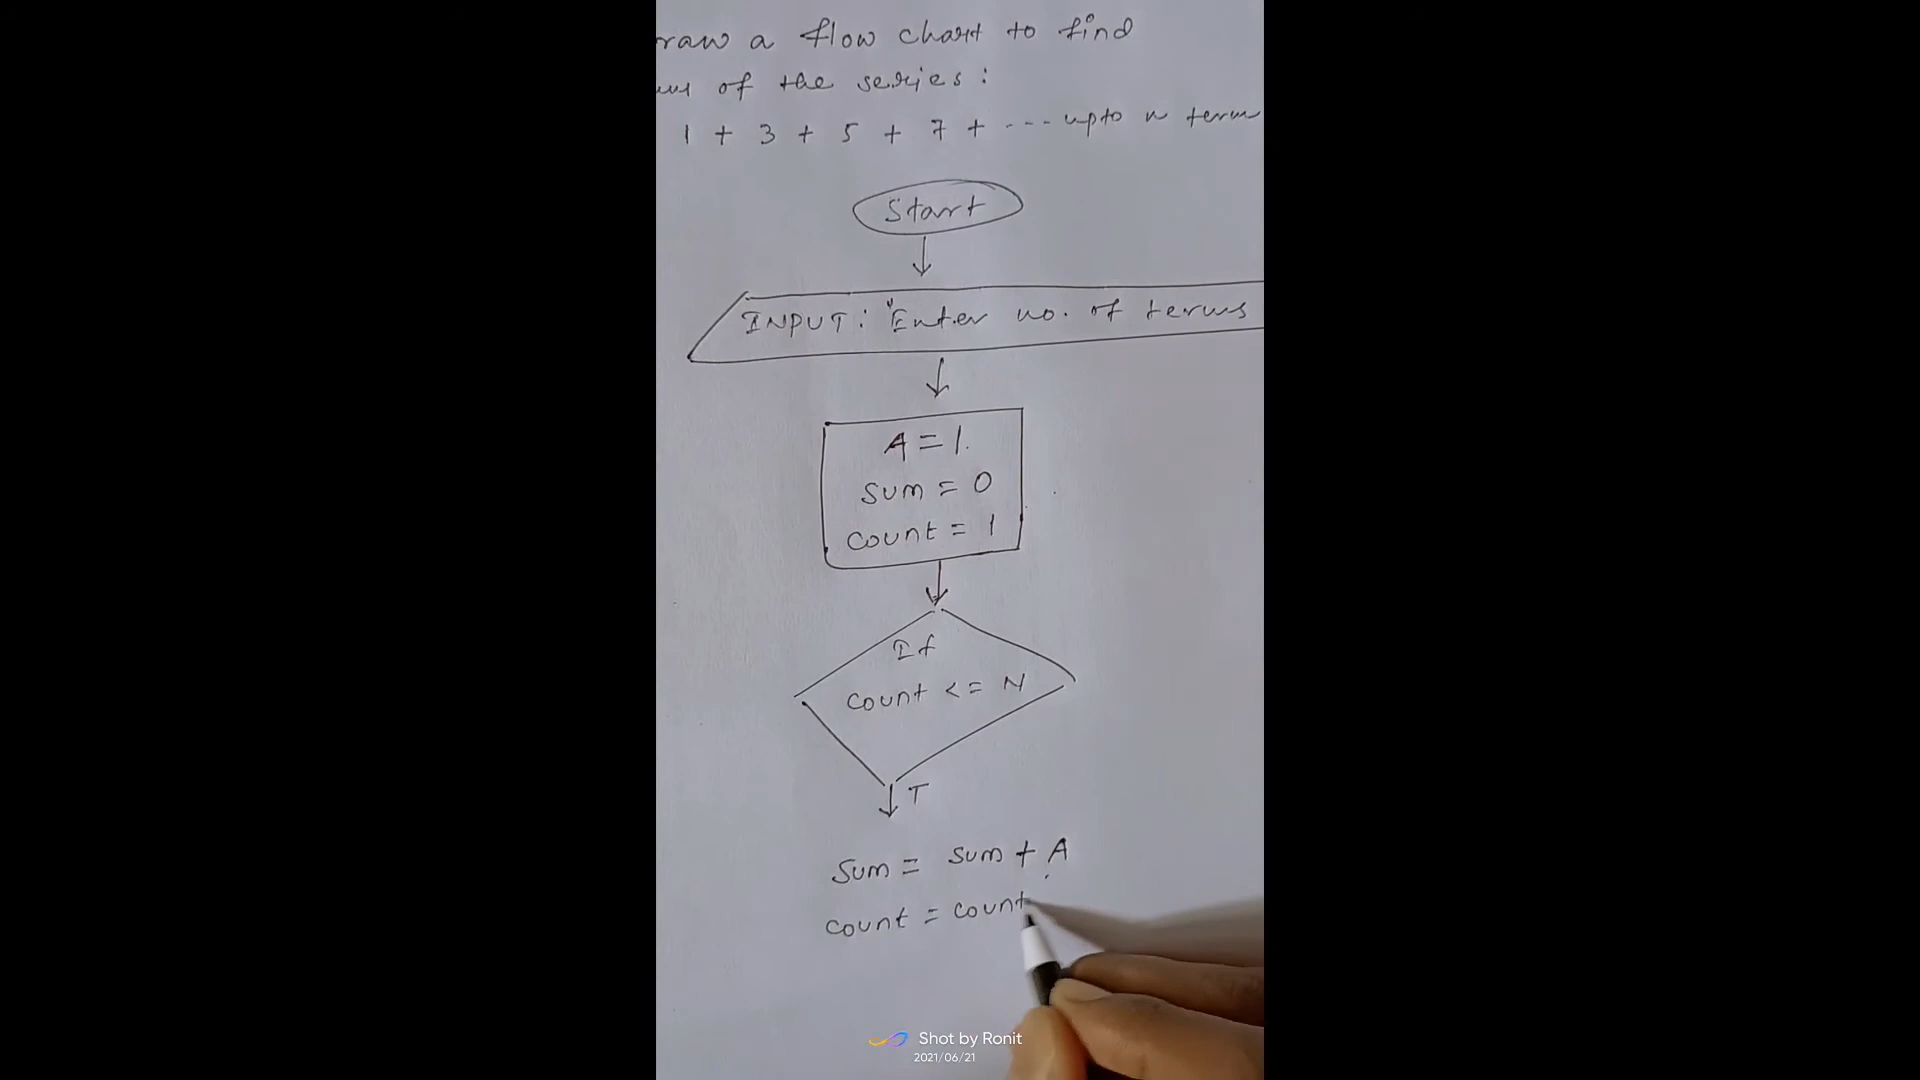 raw a flow chart to find
of the series:
1 + 3 + 5 + 7 + --- upto n term
Start
INPUT: "Enter no. of terms
A = 1.
sum = 0
count = 1
If
count <= N
T
sum = sum + A
count = count
Shot by Ronit
2021/06/21